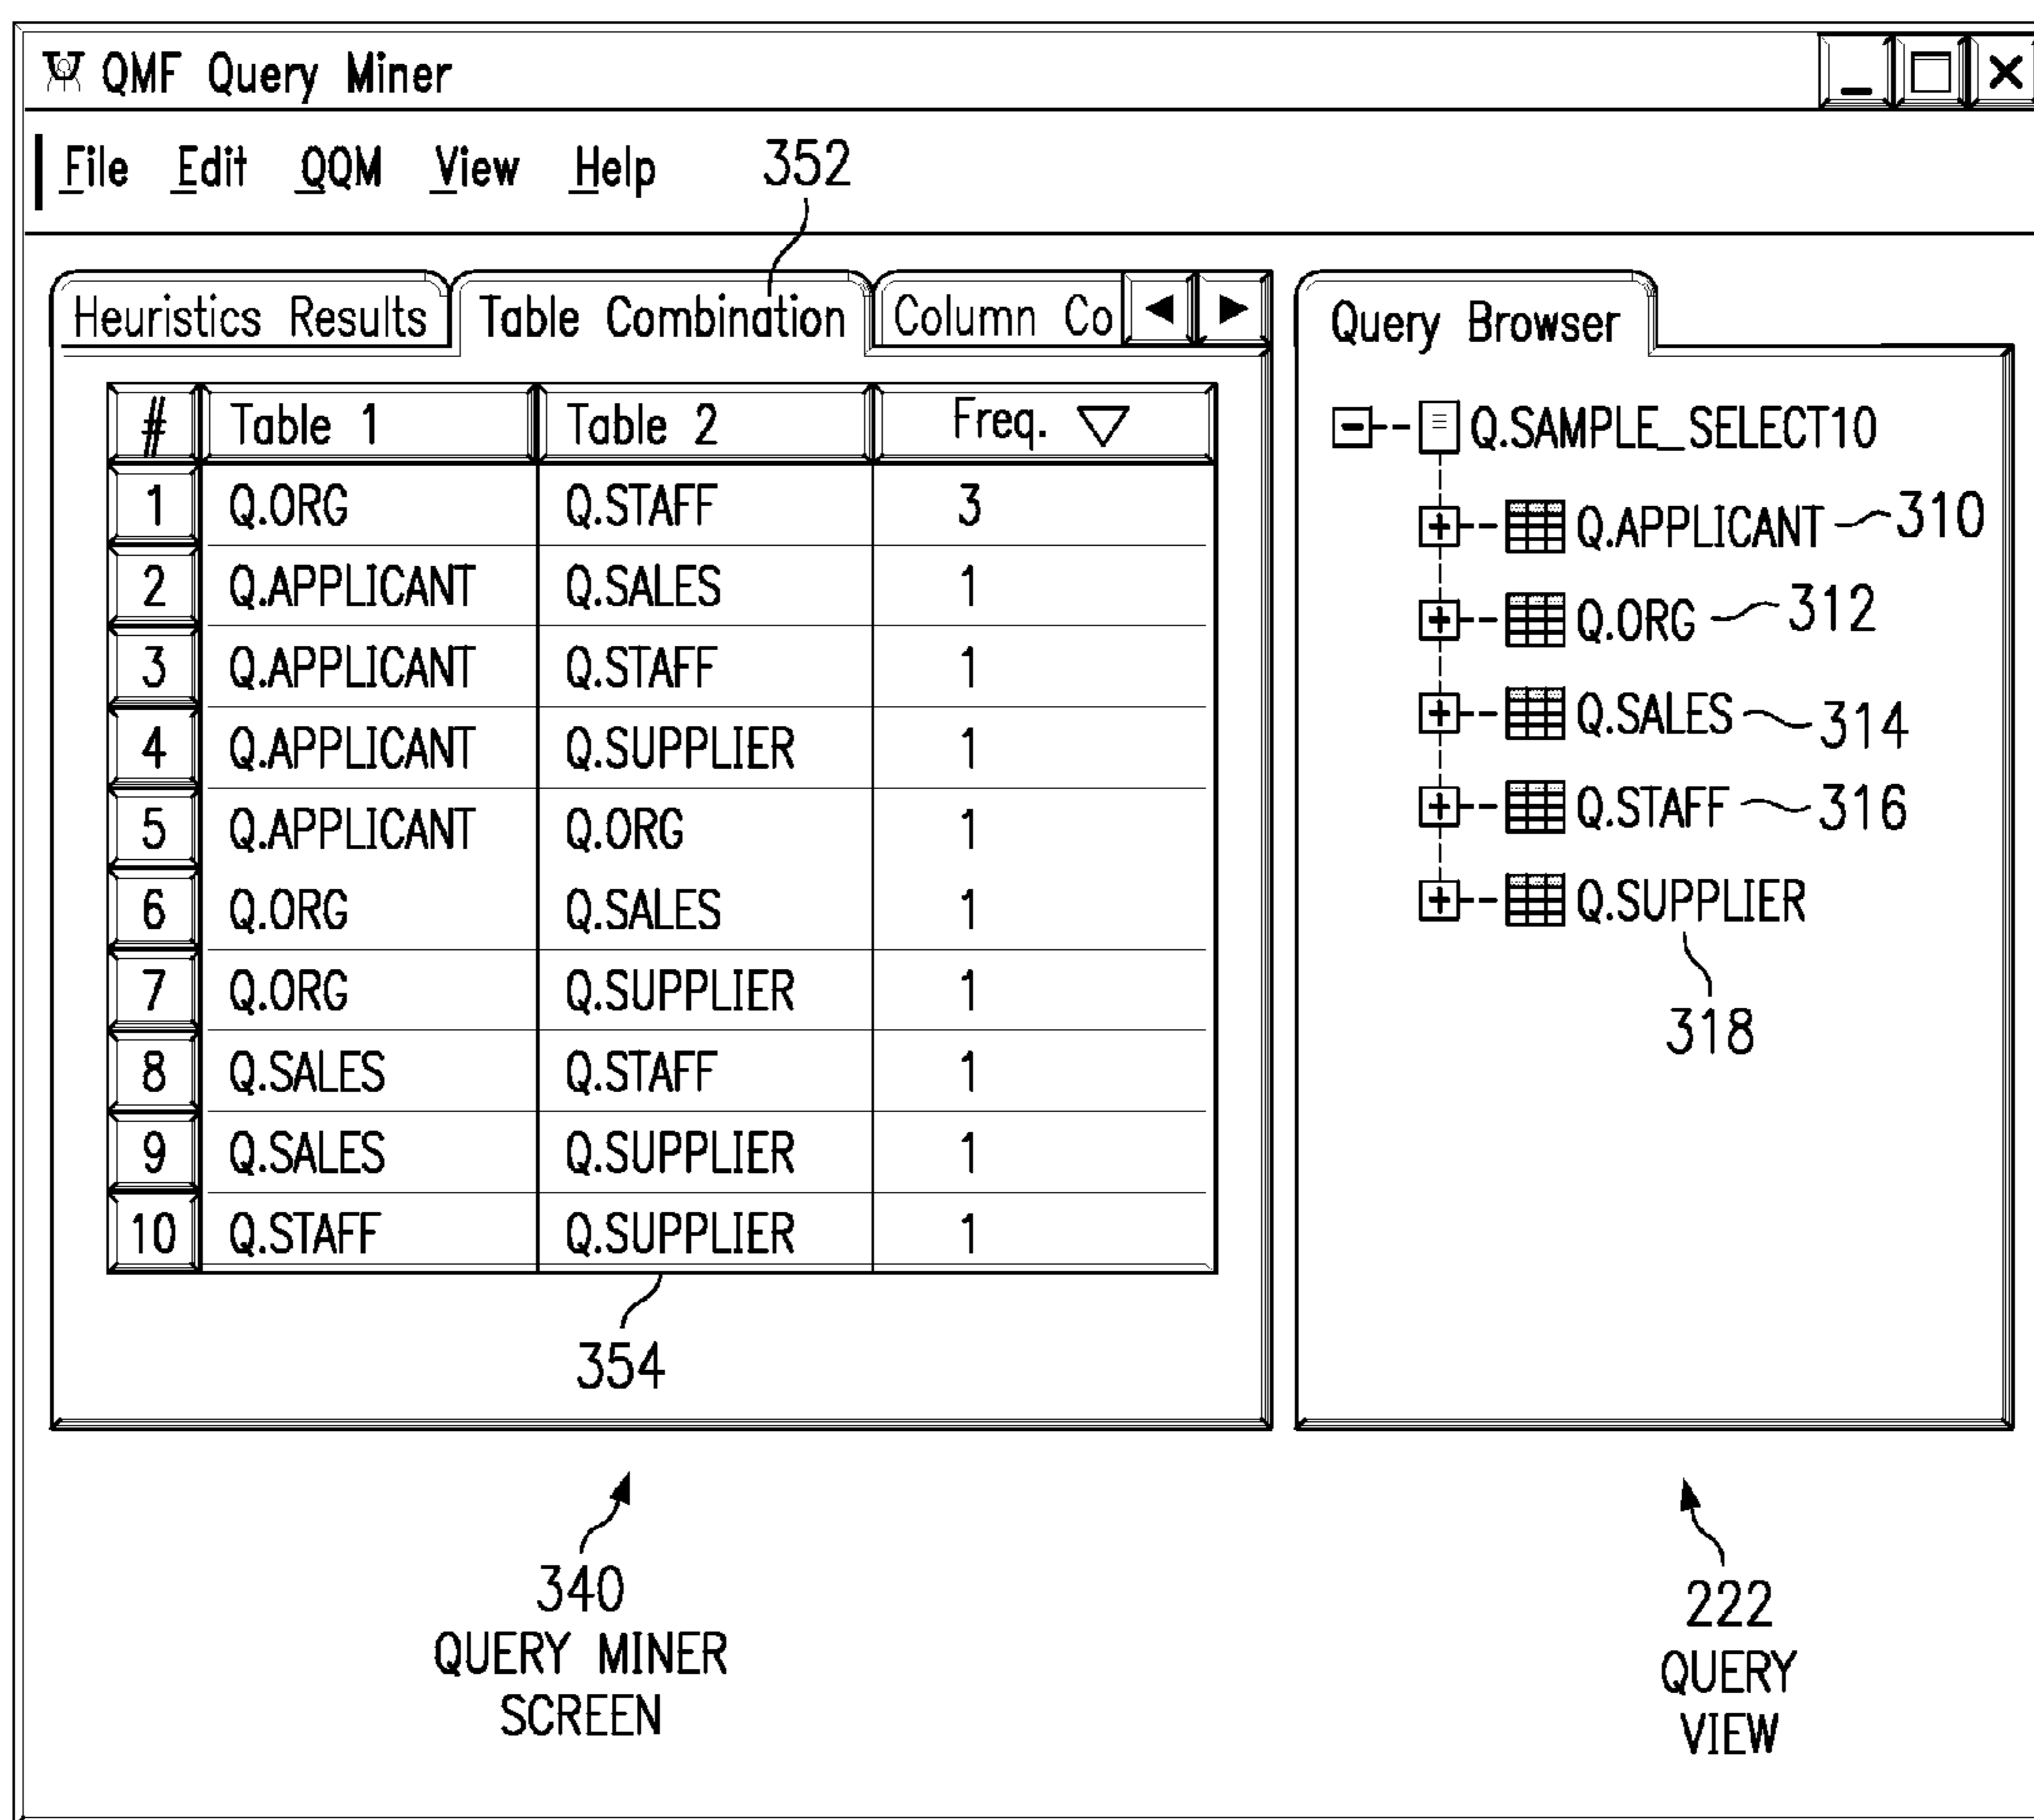 QMF Query Miner
File Edit QQM View Help 352
Heuristics Results Table Combination Column Co
# Table 1 Table 2 Freq.
1 Q.ORG Q.STAFF 3
2 Q.APPLICANT Q.SALES 1
3 Q.APPLICANT Q.STAFF 1
4 Q.APPLICANT Q.SUPPLIER 1
5 Q.APPLICANT Q.ORG 1
6 Q.ORG Q.SALES 1
7 Q.ORG Q.SUPPLIER 1
8 Q.SALES Q.STAFF 1
9 Q.SALES Q.SUPPLIER 1
10 Q.STAFF Q.SUPPLIER 1
354
340
QUERY MINER
SCREEN
Query Browser
Q.SAMPLE_SELECT10
Q.APPLICANT 310
Q.ORG 312
Q.SALES 314
Q.STAFF 316
Q.SUPPLIER
318
222
QUERY
VIEW